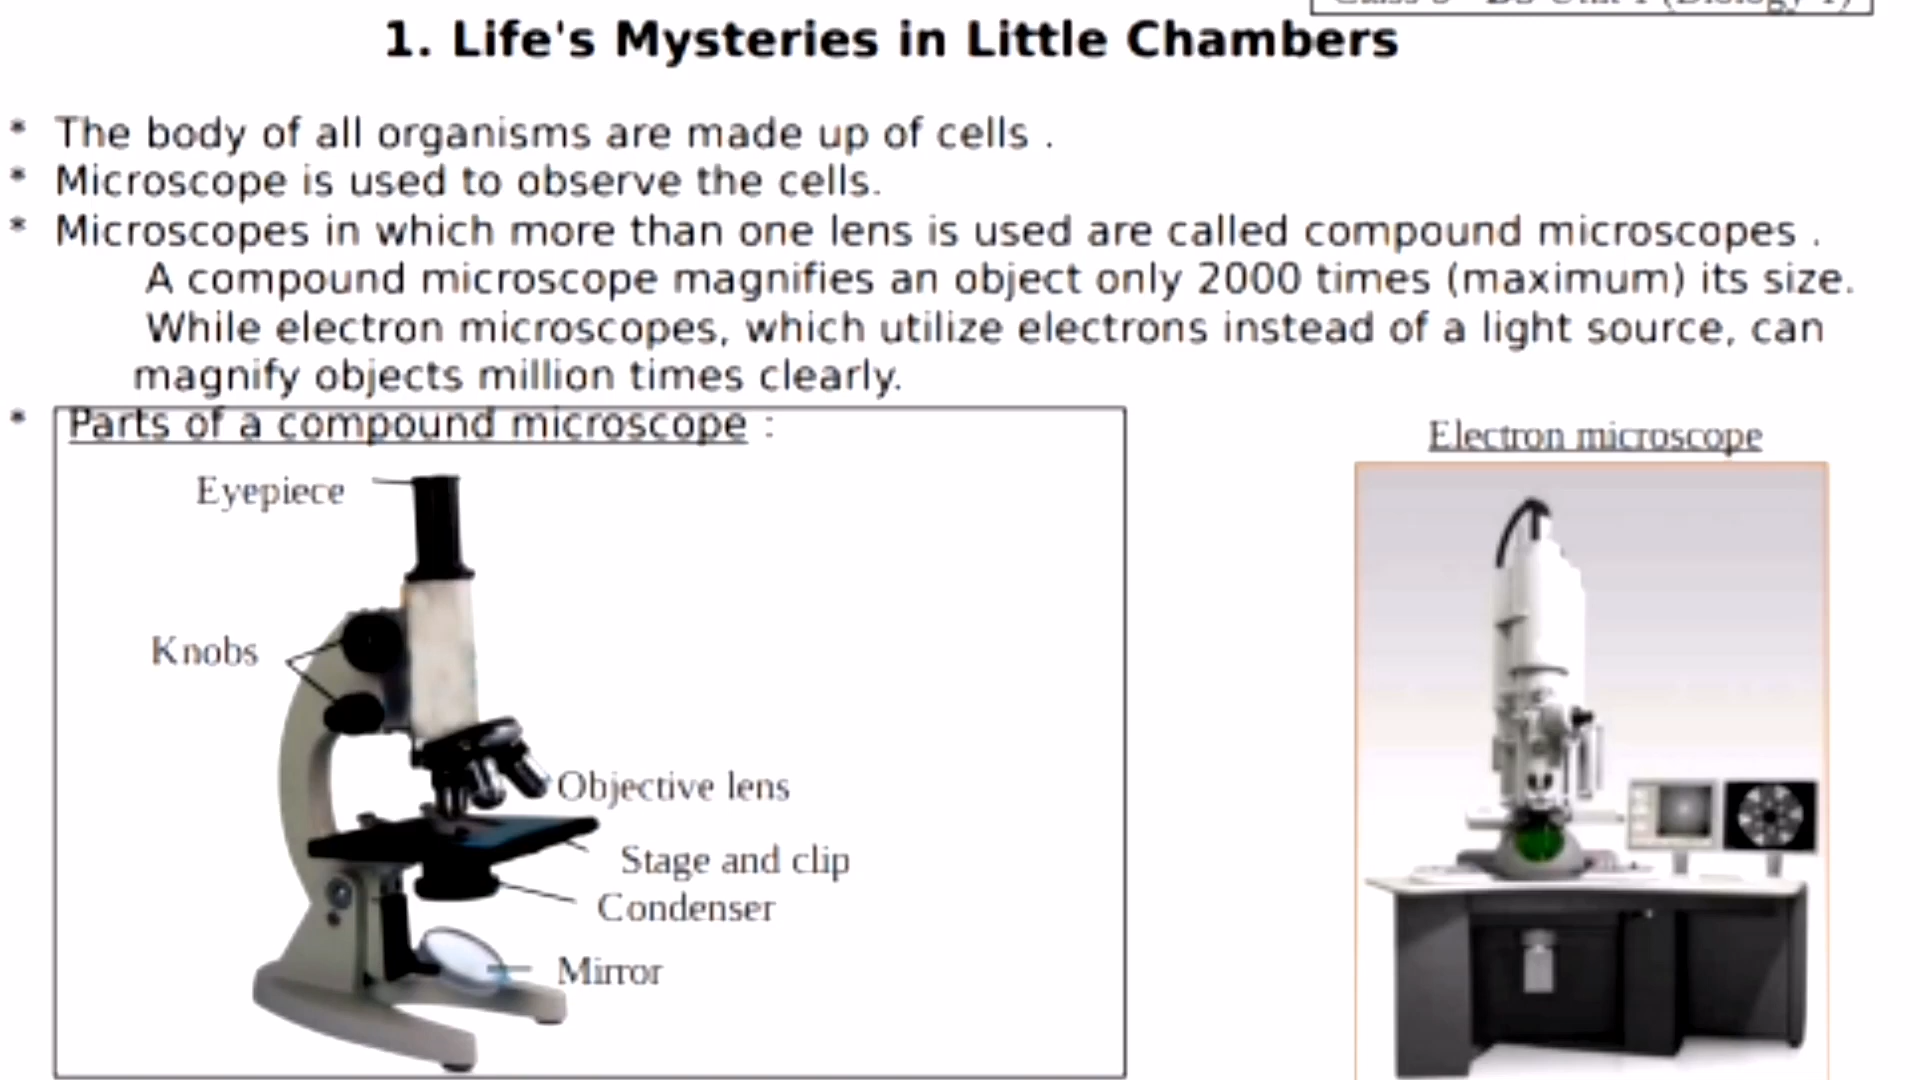 1. Life's Mysteries in Little Chambers
* The body of all organisms are made up of cells .
* Microscope is used to observe the cells.
* Microscopes in which more than one lens is used are called compound microscopes .
A compound microscope magnifies an object only 2000 times (maximum) its size.
While electron microscopes, which utilize electrons instead of a light source, can
magnify objects million times clearly.
* Parts of a compound microscope :
Electron microscope
Eyepiece
Knobs
Objective lens
Stage and clip
Condenser
Mirror